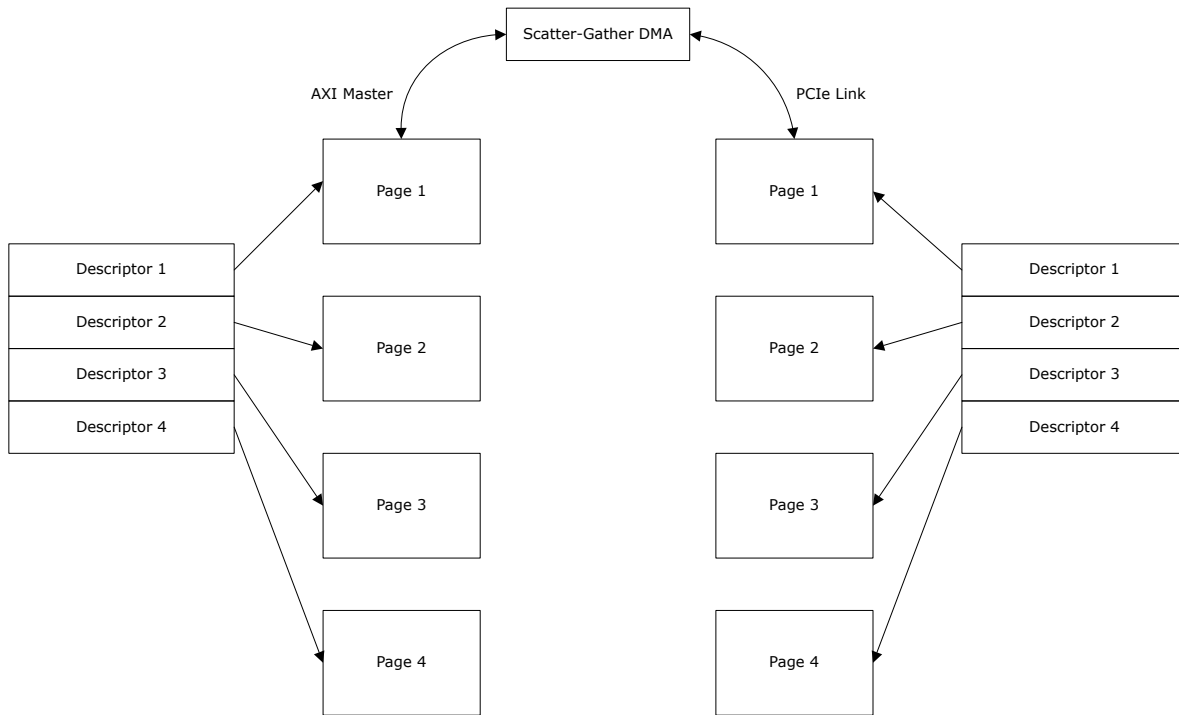 Scatter-Gather DMA
AXI Master
PCIe Link
Page 1
Page 1
Descriptor 1
Descriptor 1
Descriptor 2
Descriptor 2
Page 2
Page 2
Descriptor 3
Descriptor 3
Descriptor 4
Descriptor 4
Page 3
Page 3
Page 4
Page 4